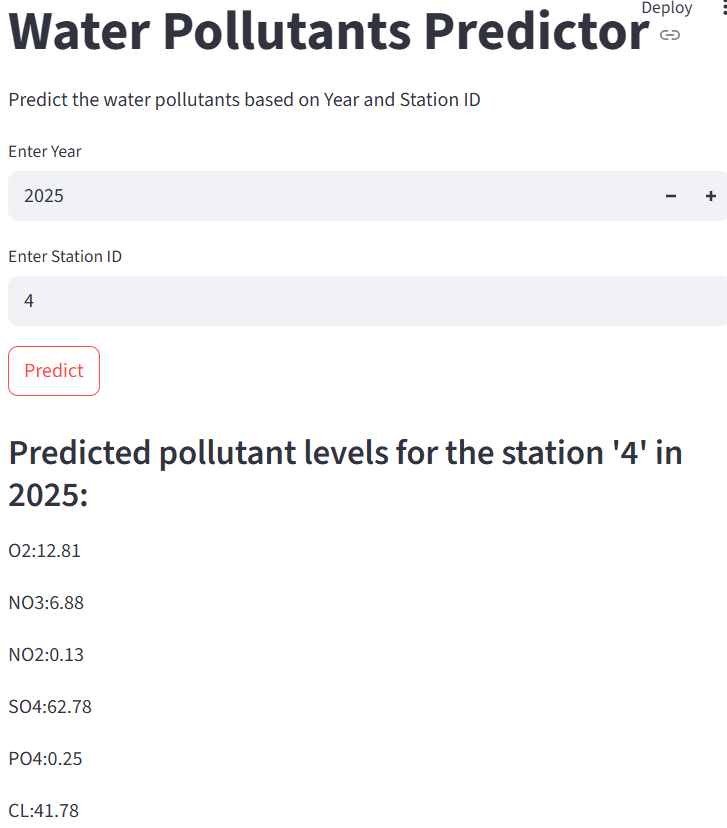 Deploy
Water Pollutants Predictor
Predict the water pollutants based on Year and Station ID
Enter Year
2025
Enter Station ID
4
Predict
Predicted pollutant levels for the station '4' in
2025:
O2:12.81
NO3:6.88
NO2:0.13
SO4:62.78
PO4:0.25
CL:41.78